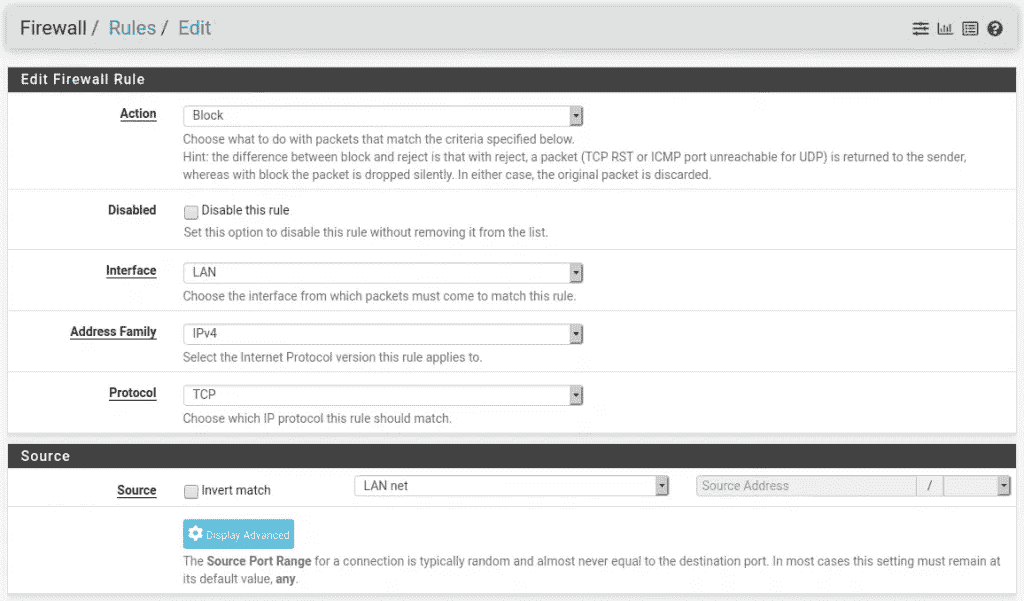 Firewall / Rules / Edit
Edit Firewall Rule
Action
Block
Choose what to do with packets that match the criteria specified below.
Hint: the difference between block and reject is that with reject, a packet (TCP RST or ICMP port unreachable for UDP) is returned to the sender,
whereas with block the packet is dropped silently. In either case, the original packet is discarded.
Disabled
Disable this rule
Set this option to disable this rule without removing it from the list.
Interface
LAN
Choose the interface from which packets must come to match this rule.
Address Family
IPv4
Select the Internet Protocol version this rule applies to.
Protocol
TCP
Choose which IP protocol this rule should match.
Source
Source
Invert match
LAN net
Source Address
/
Display Advanced
The Source Port Range for a connection is typically random and almost never equal to the destination port. In most cases this setting must remain at
its default value, any.